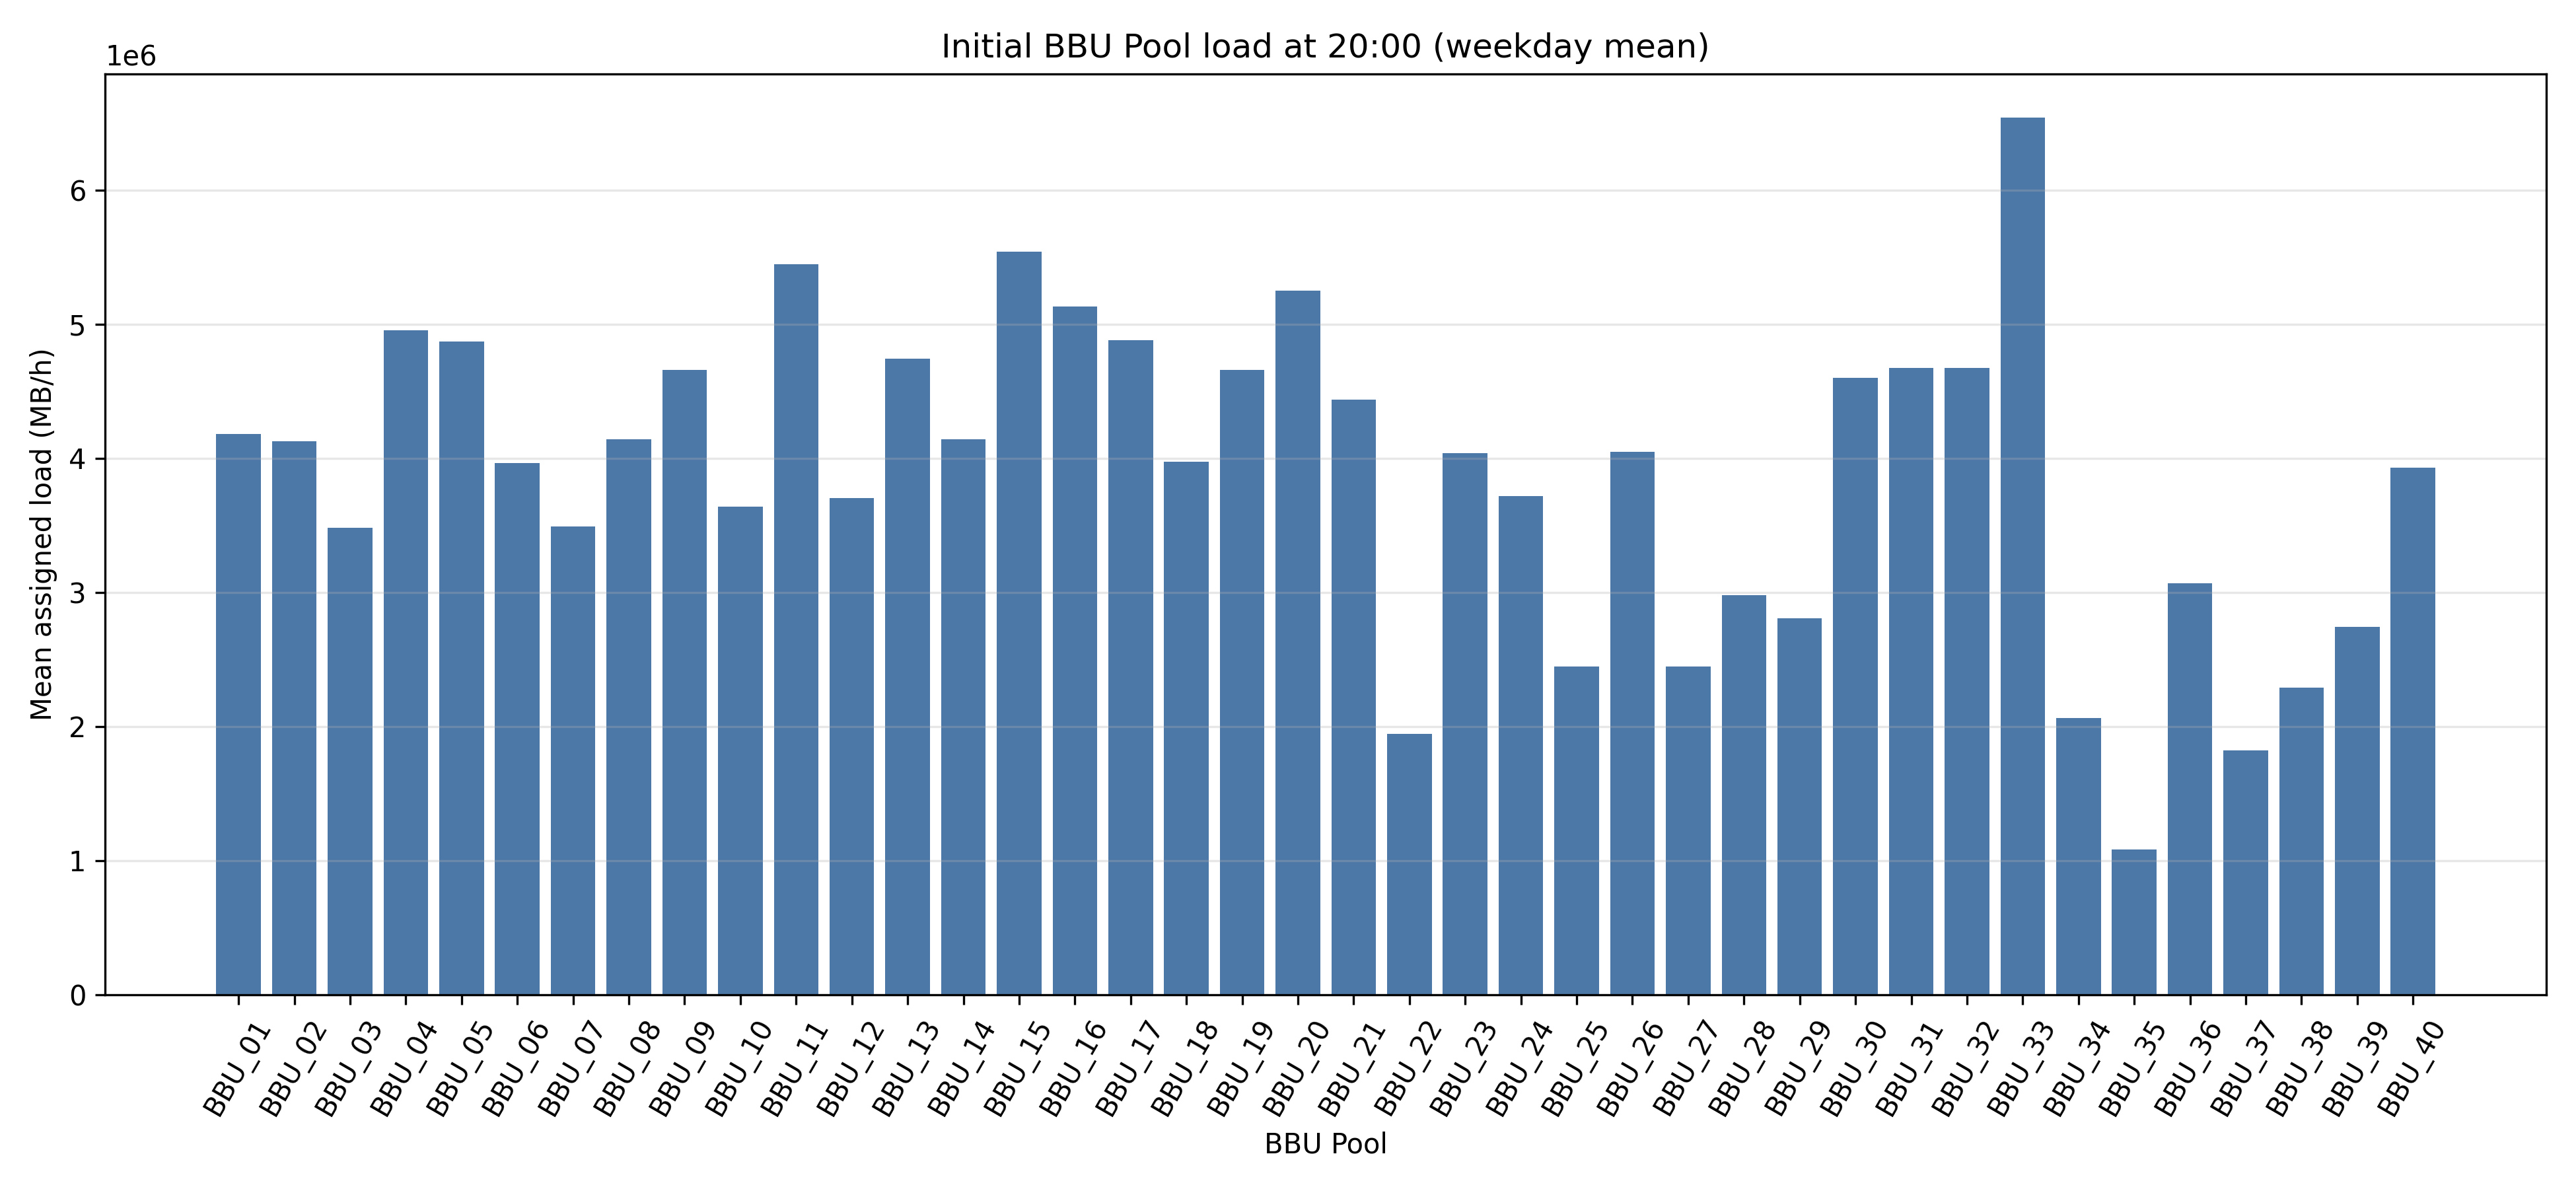 Initial BBU Pool load at 20:00 (weekday mean)
1e6
Mean assigned load (MB/h)
6
5
4
3
2
1
0
BBU_01
BBU_02
BBU_03
BBU_04
BBU_05
BBU_06
BBU_07
BBU_08
BBU_09
BBU_10
BBU_11
BBU_12
BBU_13
BBU_14
BBU_15
BBU_16
BBU_17
BBU_18
BBU_19
BBU_20
BBU_21
BBU_22
BBU_23
BBU_24
BBU_25
BBU_26
BBU_27
BBU_28
BBU_29
BBU_30
BBU_31
BBU_32
BBU_33
BBU_34
BBU_35
BBU_36
BBU_37
BBU_38
BBU_39
BBU_40
BBU Pool